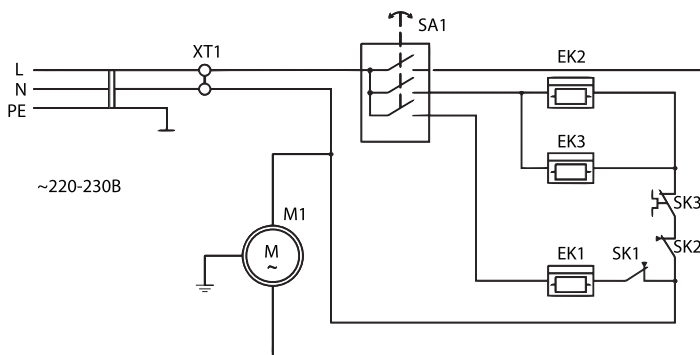 SA1
XT1
EK2
L
N
PE
EK3
~220-230В
SK3
M1
SK2
M
~
EK1
SK1